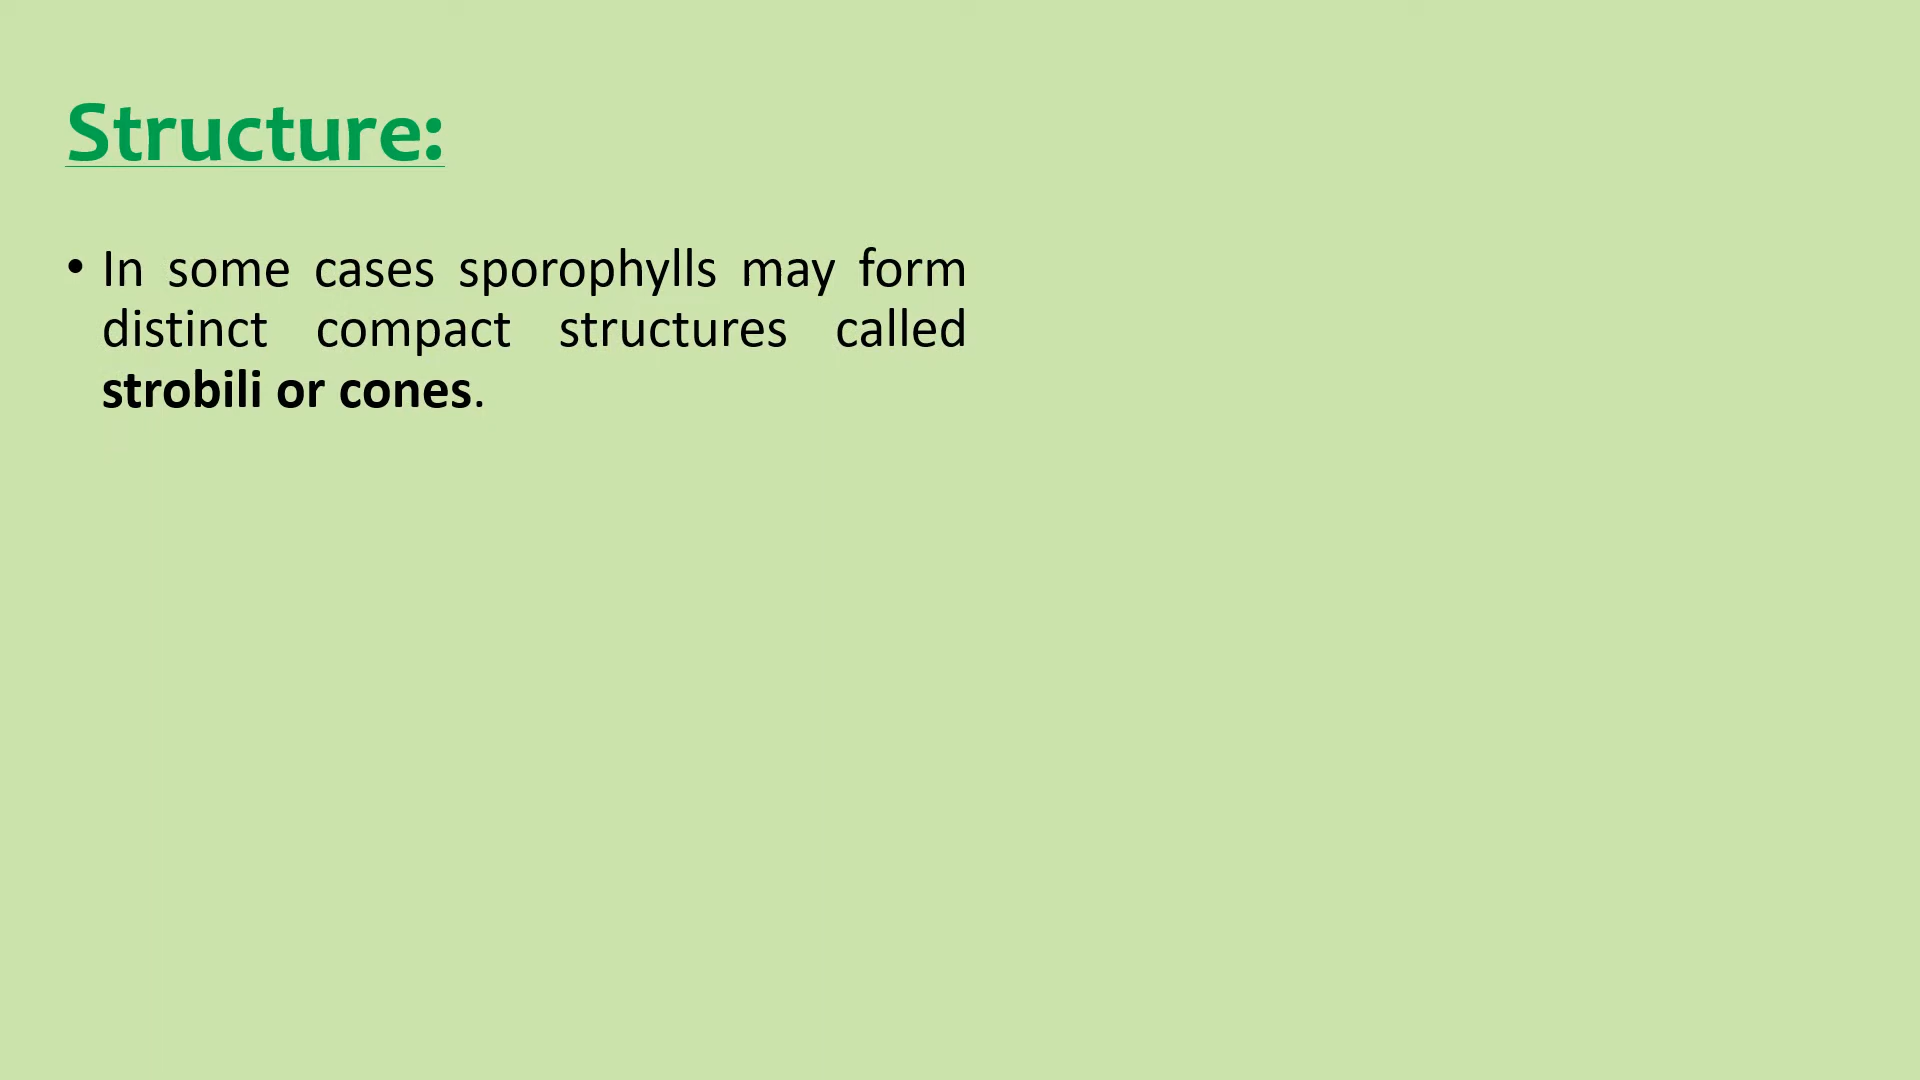 Structure:
• In some cases sporophylls may form
distinct compact structures called
strobili or cones.